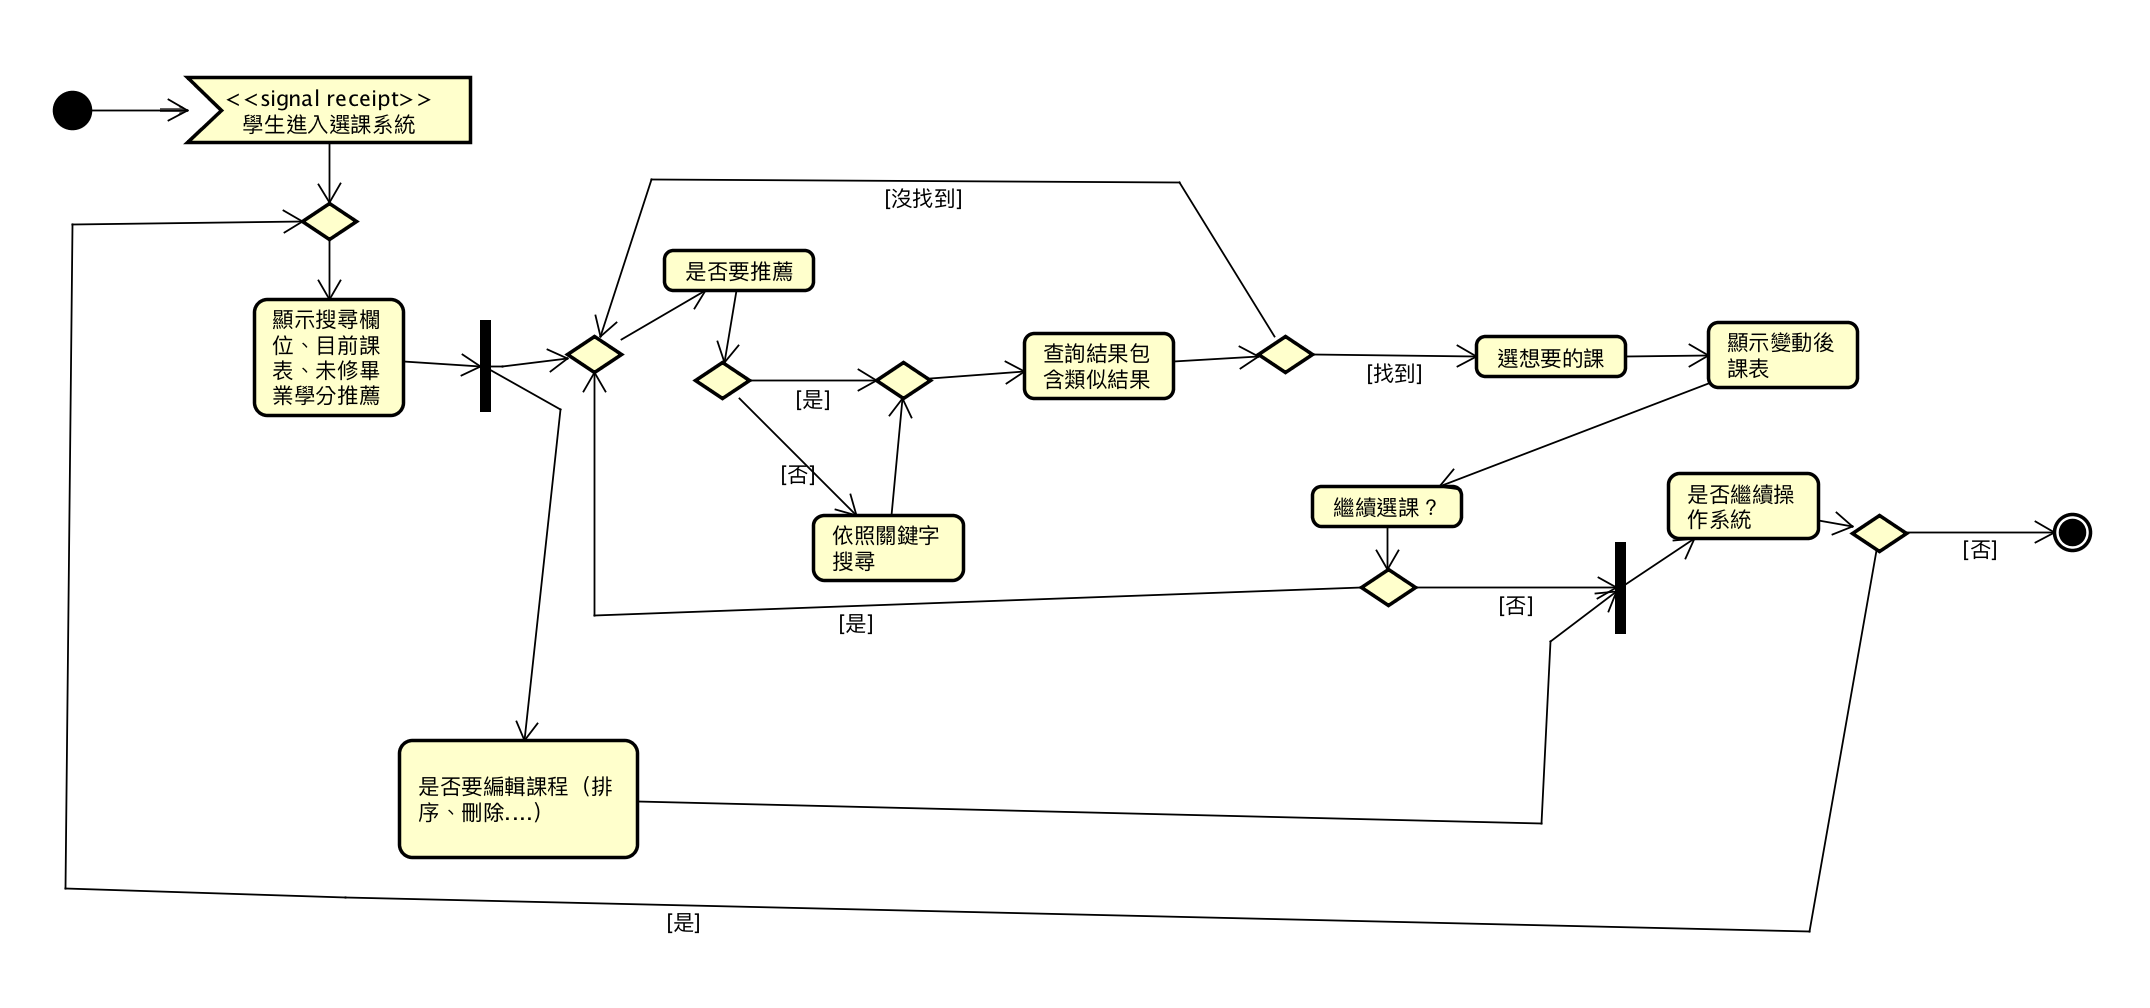 <<signal receipt>>
學生進入選課系統
[沒找到]
是否要推薦
顯示搜尋欄
位、目前課
表、未修畢
業學分推薦
查詢結果包
含類似結果
選想要的課
顯示變動後
課表
[找到]
[是]
[否]
依照關鍵字
搜尋
繼續選課？
是否繼續操
作系統
[否]
[否]
[是]
是否要編輯課程（排
序、刪除....）
[是]